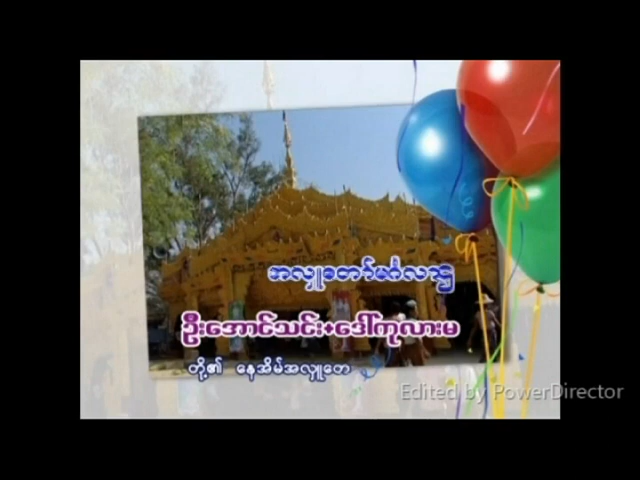 အလှူတော်မင်္ဂလာ
ဦးအောင်သင်း+ဒေါ်ကုလားမ
တို့၏ နေအိမ်အလှူ
Edited by PowerDirector